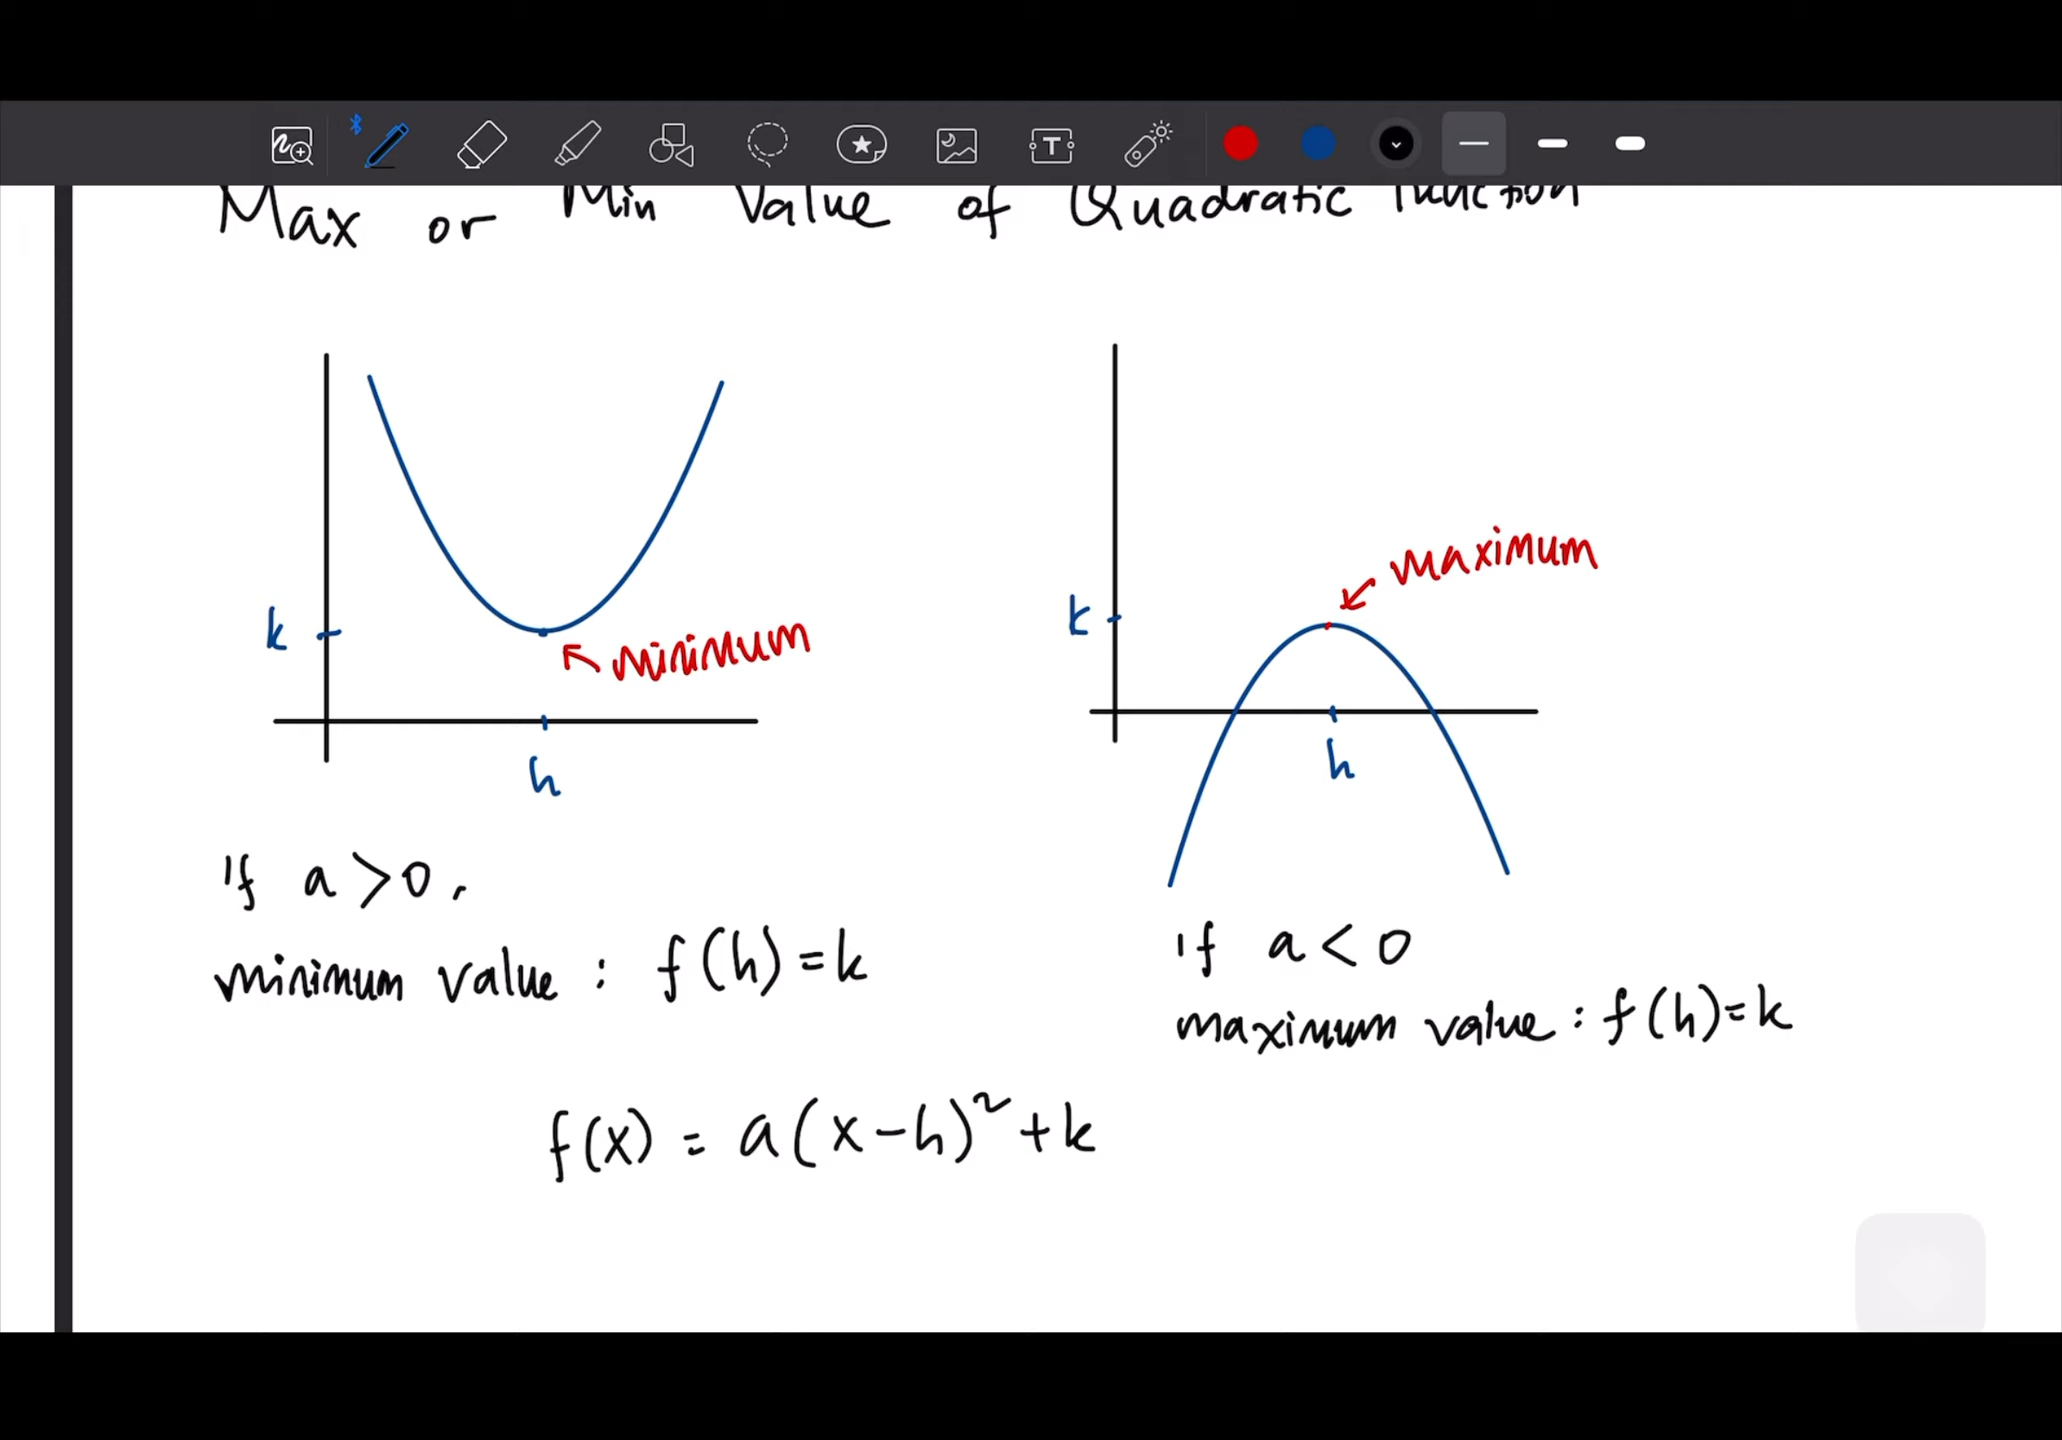 Max or Min Value of Quadratic function
k
minimum
h
If a > 0,
minimum value : f(h) = k
maximum
k
h
If a < 0
maximum value : f(h) = k
f(x) = a(x-h)² + k